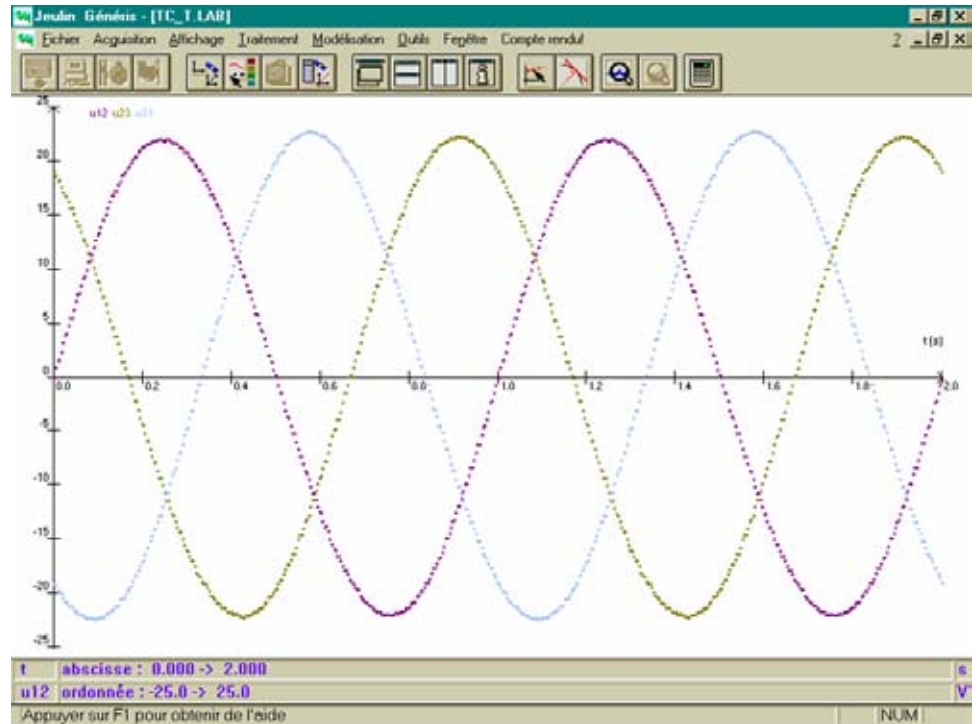 Jeulin Généris - [TC_T.LAB]
Fichier Acquisition Affichage Traitement Modélisation Outils Fenêtre Compte rendu! ?
25
u12 u23 u31
20
15
10
5
t(s)
0
0.0 0.2 0.4 0.6 0.8 1.0 1.2 1.4 1.6 1.8 2.0
-5
-10
-15
-20
-25
t abscisse : 0.000 -> 2.000 s
u12 ordonnée : -25.0 -> 25.0 V
Appuyer sur F1 pour obtenir de l'aide NUM